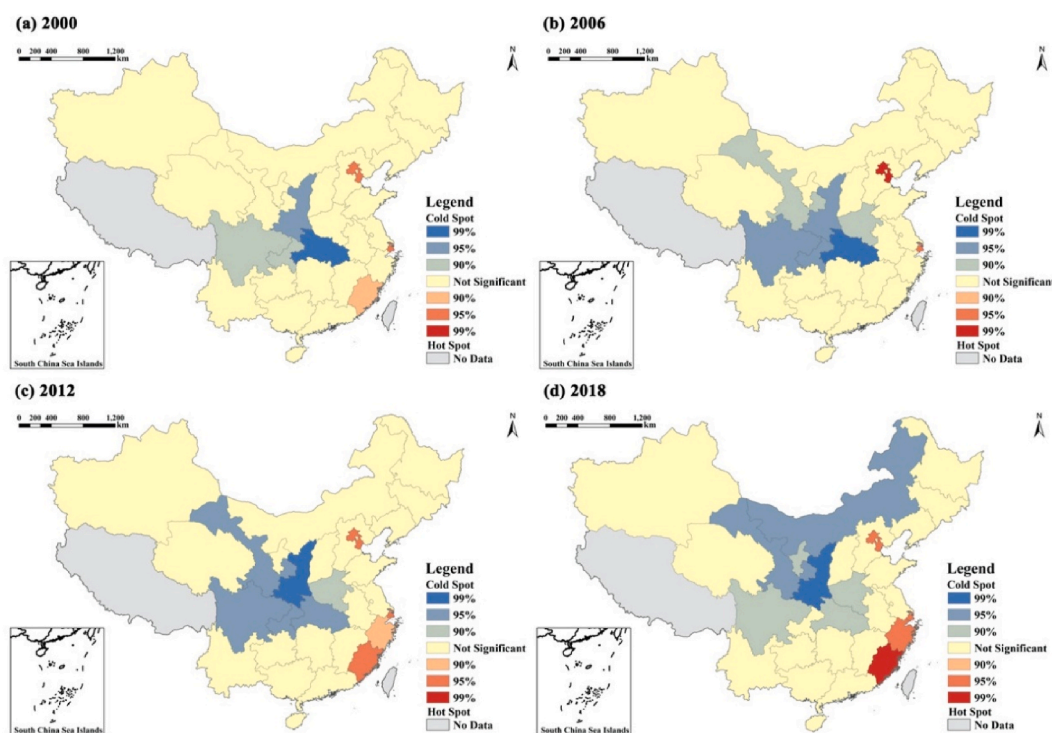 (a) 2000
0 200 400 800 1,200
km
N
Legend
Cold Spot
99%
95%
90%
Not Significant
90%
95%
99%
Hot Spot
No Data
South China Sea Islands
(b) 2006
0 200 400 800 1,200
km
N
Legend
Cold Spot
99%
95%
90%
Not Significant
90%
95%
99%
Hot Spot
No Data
South China Sea Islands
(c) 2012
0 200 400 800 1,200
km
N
Legend
Cold Spot
99%
95%
90%
Not Significant
90%
95%
99%
Hot Spot
No Data
South China Sea Islands
(d) 2018
0 200 400 800 1,200
km
N
Legend
Cold Spot
99%
95%
90%
Not Significant
90%
95%
99%
Hot Spot
No Data
South China Sea Islands